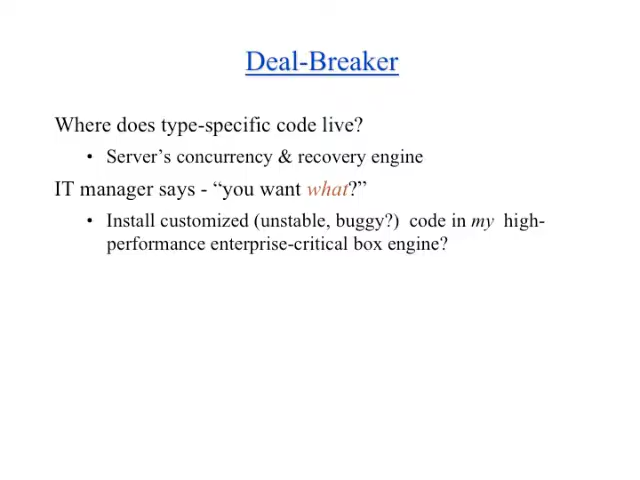 Deal-Breaker
Where does type-specific code live?
• Server's concurrency & recovery engine
IT manager says - “you want what?”
• Install customized (unstable, buggy?) code in my high-
performance enterprise-critical box engine?